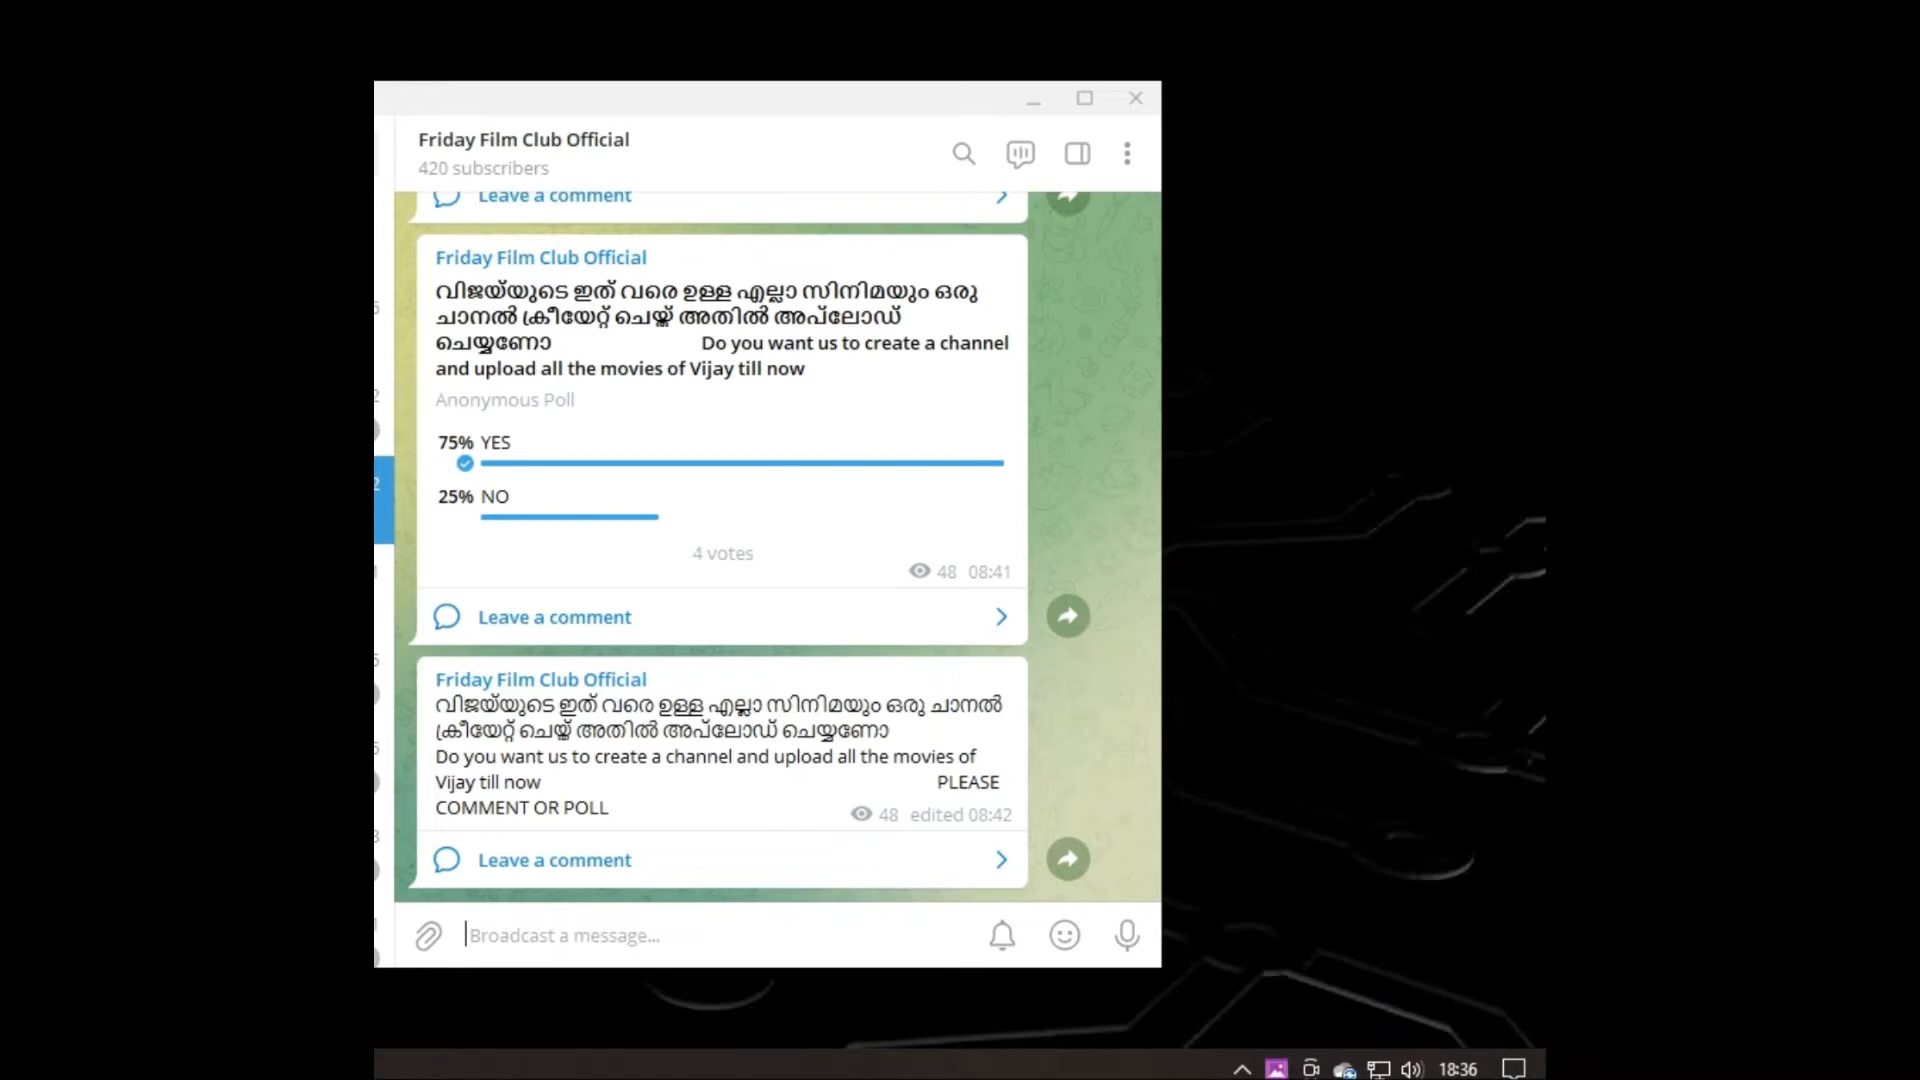 Friday Film Club Official
420 subscribers
Leave a comment
Friday Film Club Official
വിജയ്‌യുടെ ഇത് വരെ ഉള്ള എല്ലാ സിനിമയും ഒരു
ചാനൽ ക്രീയേറ്റ് ചെയ്ത് അതിൽ അപ്‌ലോഡ്
ചെയ്യണോ Do you want us to create a channel
and upload all the movies of Vijay till now
Anonymous Poll
75% YES
25% NO
4 votes
48 08:41
Leave a comment
Friday Film Club Official
വിജയ്‌യുടെ ഇത് വരെ ഉള്ള എല്ലാ സിനിമയും ഒരു ചാനൽ
ക്രീയേറ്റ് ചെയ്ത് അതിൽ അപ്‌ലോഡ് ചെയ്യണോ
Do you want us to create a channel and upload all the movies of
Vijay till now PLEASE
COMMENT OR POLL
48 edited 08:42
Leave a comment
Broadcast a message...
18:36